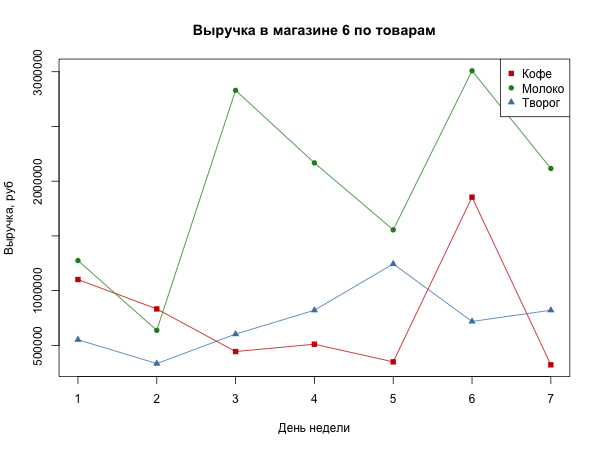 Выручка в магазине 6 по товарам
Кофе
Молоко
Творог
Выручка, руб
3000000
2000000
1000000
500000
1 2 3 4 5 6 7
День недели